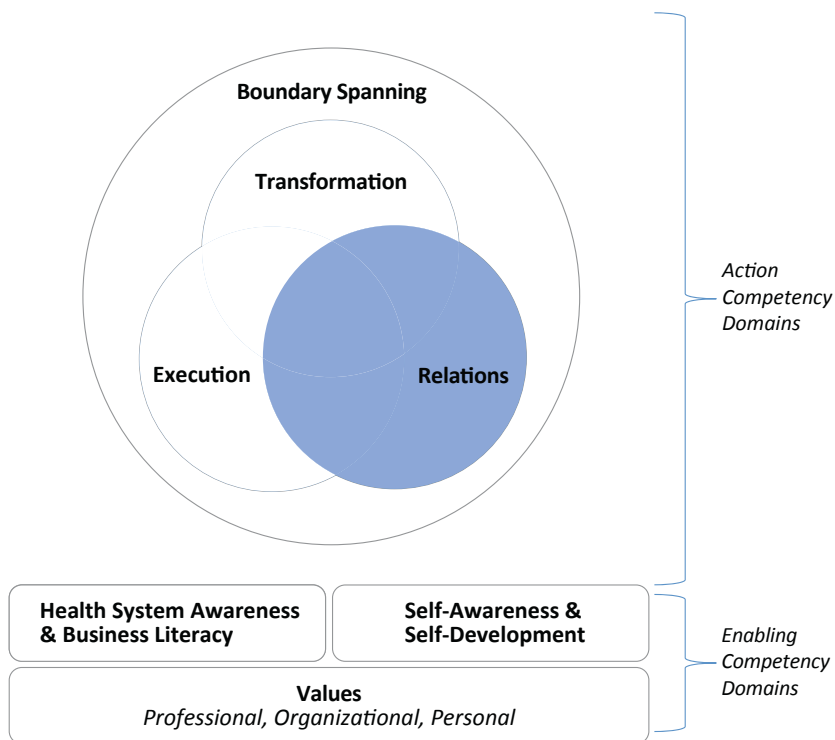 Boundary Spanning
Transformation
Execution
Relations
Action
Competency
Domains
Health System Awareness
& Business Literacy
Self-Awareness &
Self-Development
Values
Professional, Organizational, Personal
Enabling
Competency
Domains